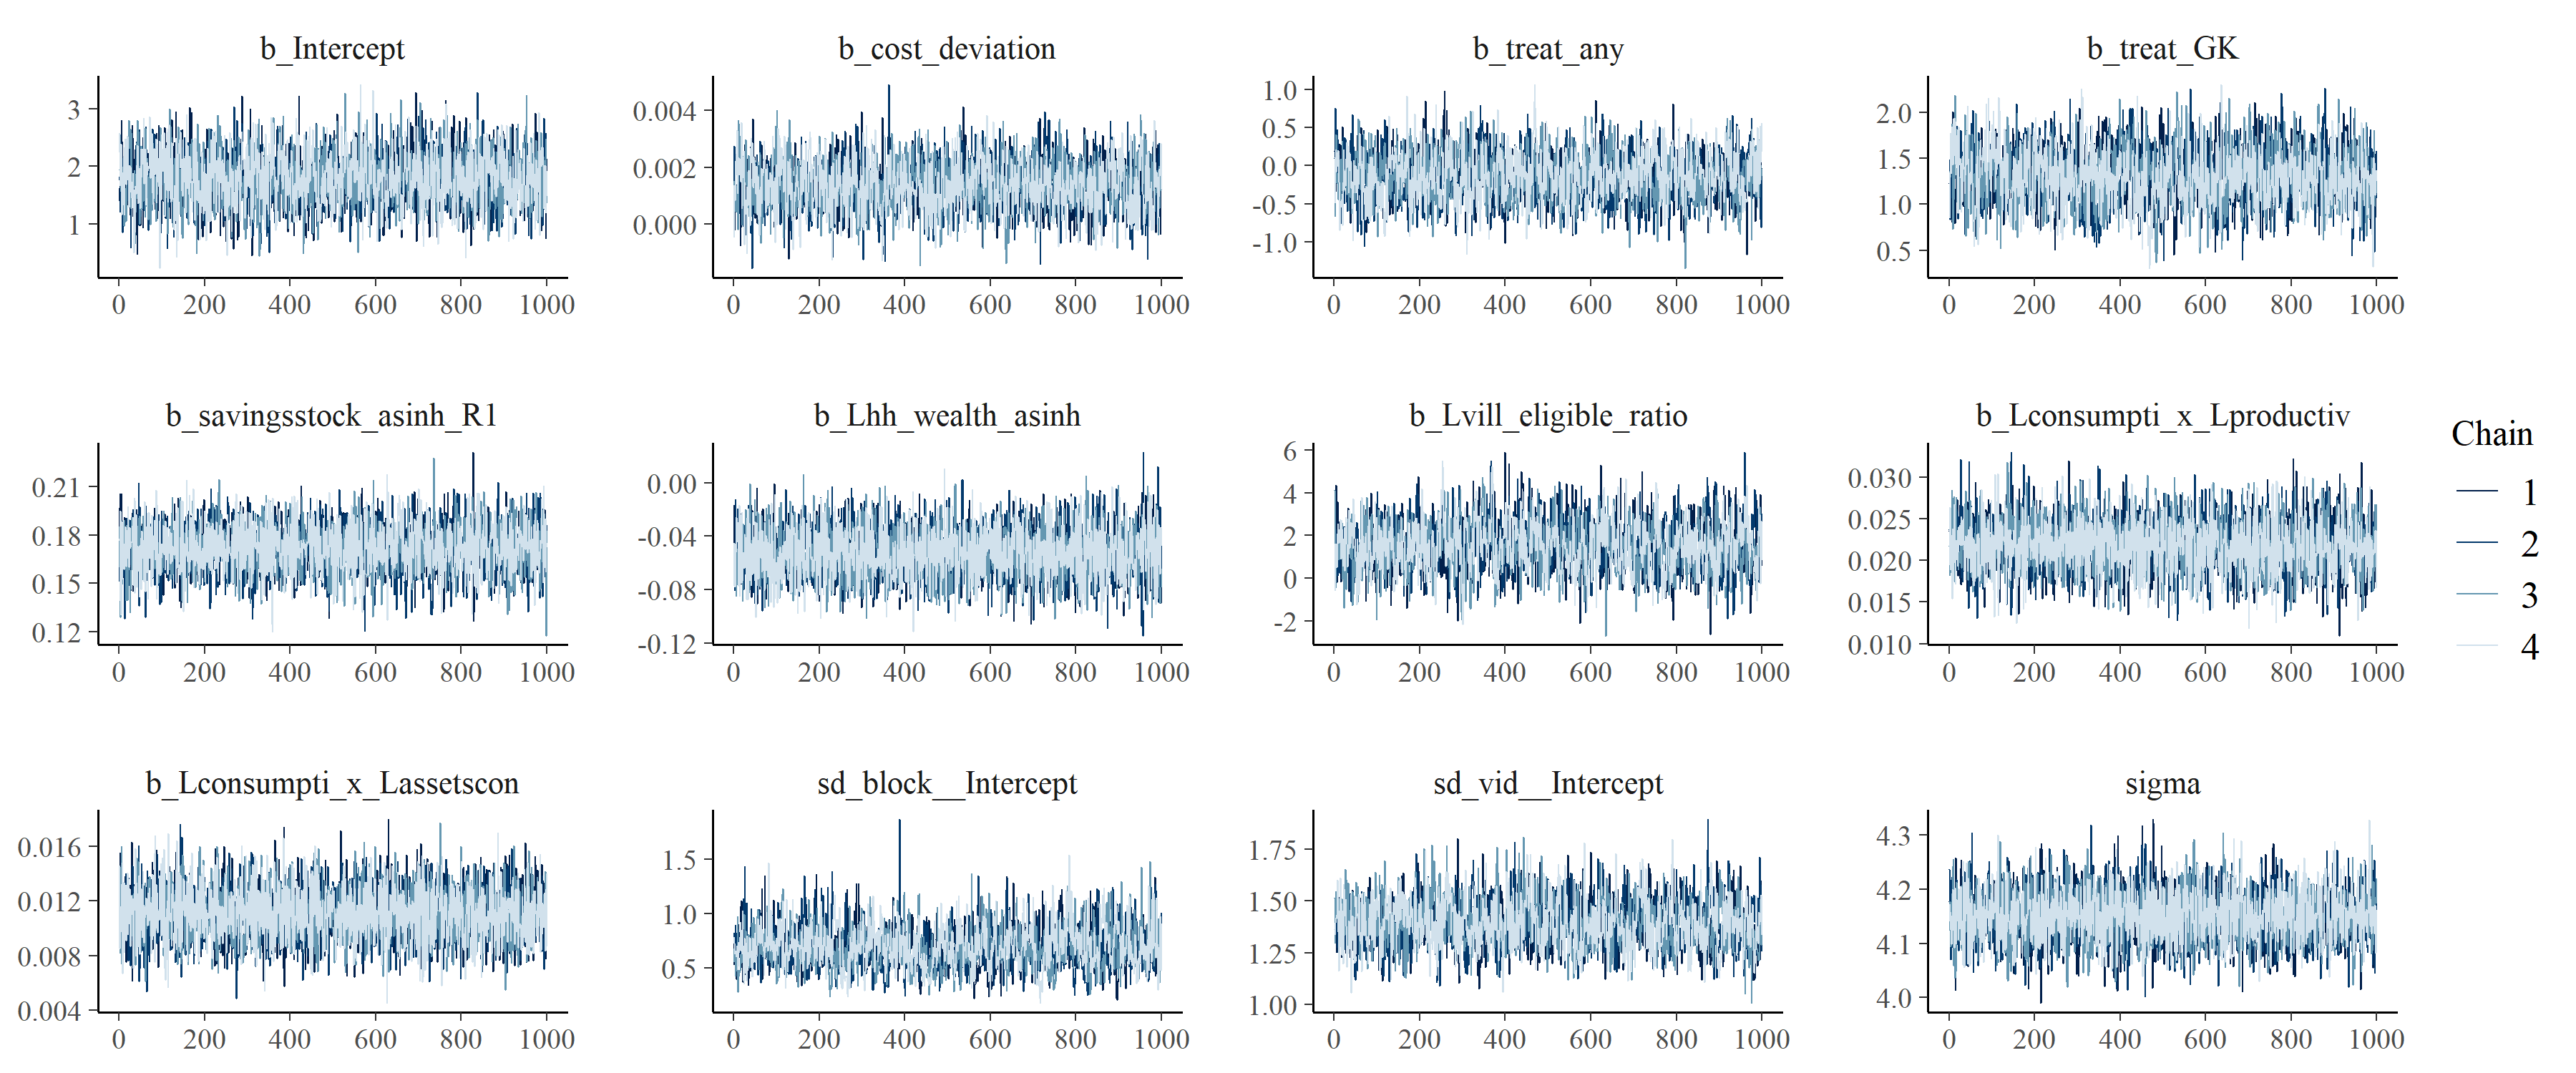 b_Intercept
b_cost_deviation
b_treat_any
b_treat_GK
3
2
1
0.004
0.002
0.000
1.0
0.5
0.0
-0.5
-1.0
2.0
1.5
1.0
0.5
0 200 400 600 800 1000
0 200 400 600 800 1000
0 200 400 600 800 1000
0 200 400 600 800 1000
b_savingsstock_asinh_R1
b_Lhh_wealth_asinh
b_Lvill_eligible_ratio
b_Lconsumpti_x_Lproductiv
0.21
0.18
0.15
0.12
0.00
-0.04
-0.08
-0.12
6
4
2
0
-2
0.030
0.025
0.020
0.015
0.010
0 200 400 600 800 1000
0 200 400 600 800 1000
0 200 400 600 800 1000
0 200 400 600 800 1000
Chain
1
2
3
4
b_Lconsumpti_x_Lassetscon
sd_block__Intercept
sd_vid__Intercept
sigma
0.016
0.012
0.008
0.004
1.5
1.0
0.5
1.75
1.50
1.25
1.00
4.3
4.2
4.1
4.0
0 200 400 600 800 1000
0 200 400 600 800 1000
0 200 400 600 800 1000
0 200 400 600 800 1000